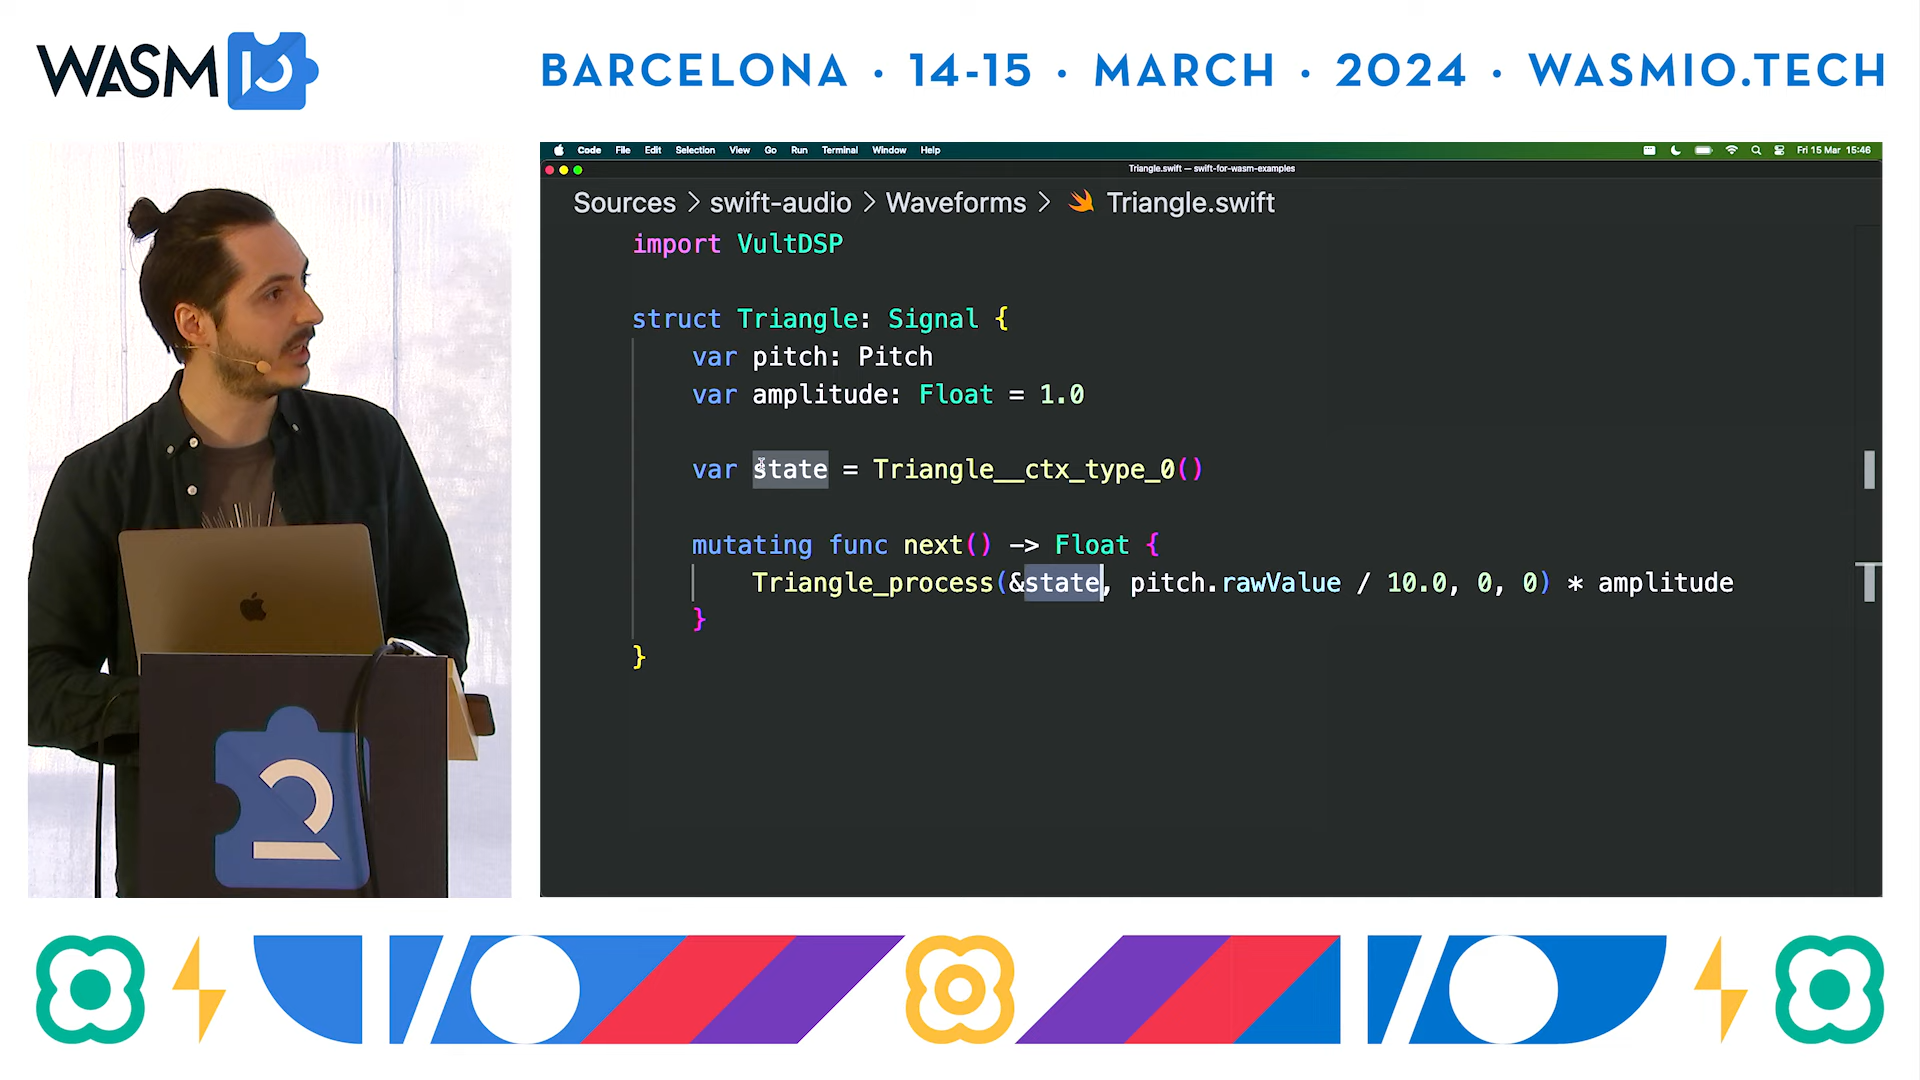 WASM IO
BARCELONA · 14-15 · MARCH · 2024 · WASMIO.TECH
Code File Edit Selection View Go Run Terminal Window Help
Fri 15 Mar 15:46
Triangle.swift — swift-for-wasm-examples
Sources > swift-audio > Waveforms > Triangle.swift
import VultDSP
struct Triangle: Signal {
var pitch: Pitch
var amplitude: Float = 1.0
var state = Triangle__ctx_type_0()
mutating func next() -> Float {
Triangle_process(&state, pitch.rawValue / 10.0, 0, 0) * amplitude
}
}